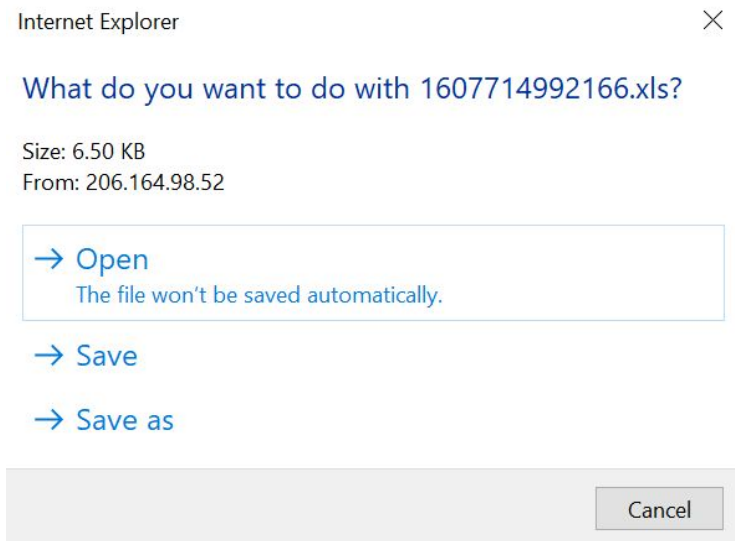 Internet Explorer
What do you want to do with 1607714992166.xls?
Size: 6.50 KB
From: 206.164.98.52
Open
The file won't be saved automatically.
Save
Save as
Cancel